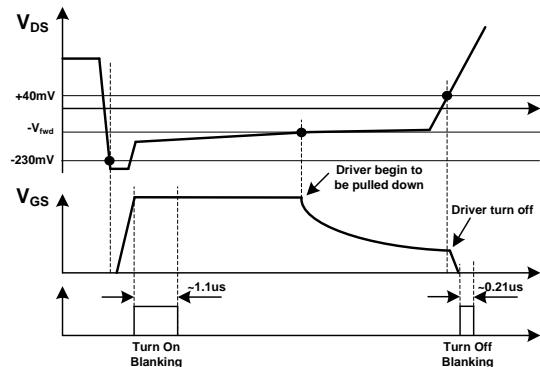 VDS
+40mV
-Vfwd
-230mV
Driver begin to
be pulled down
VGS
Driver turn off
~1.1us
~0.21us
Turn On
Blanking
Turn Off
Blanking